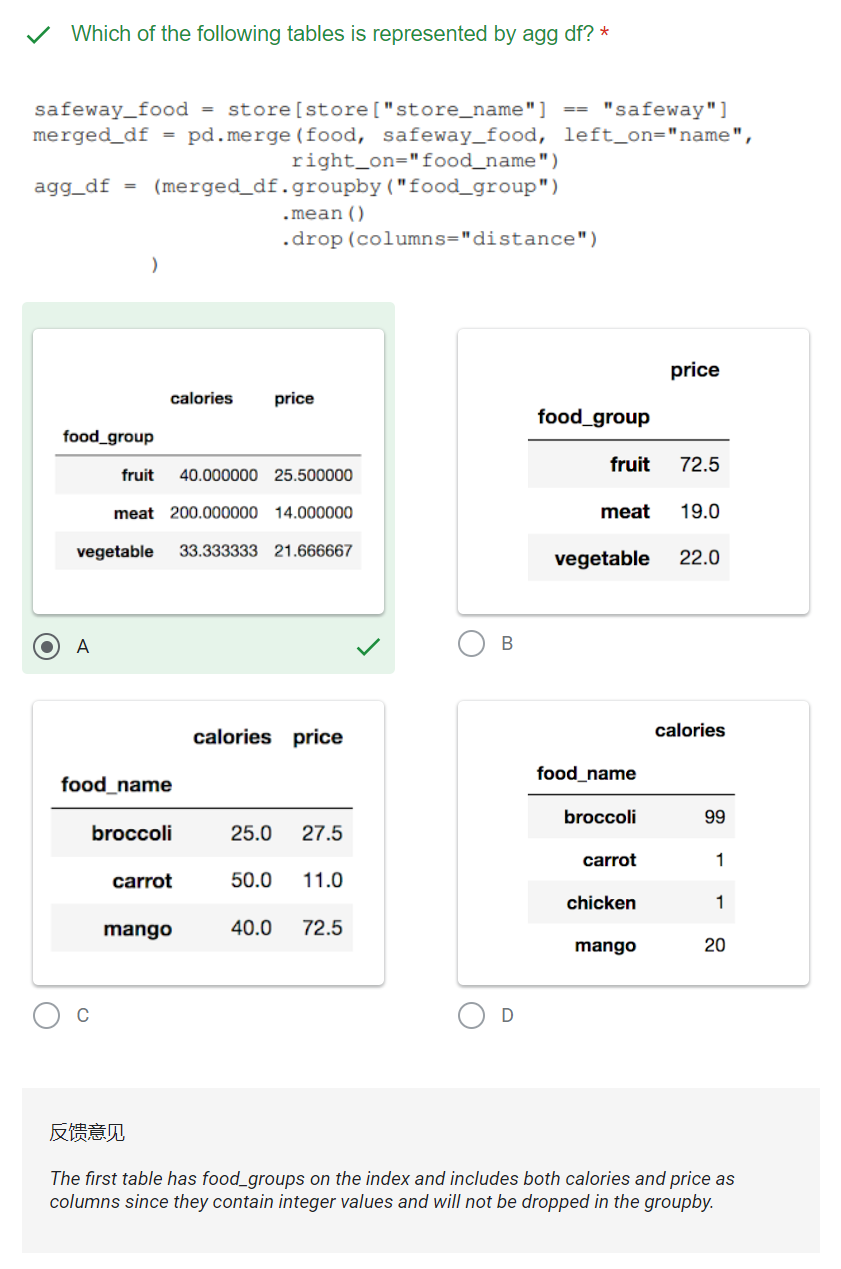 Which of the following tables is represented by agg df? *
safeway_food = store[store["store_name"] == "safeway"]
merged_df = pd.merge(food, safeway_food, left_on="name",
right_on="food_name")
agg_df = (merged_df.groupby("food_group")
.mean()
.drop(columns="distance")
)
calories price
food_group
fruit 40.000000 25.500000
meat 200.000000 14.000000
vegetable 33.333333 21.666667
A
price
food_group
fruit 72.5
meat 19.0
vegetable 22.0
B
calories price
food_name
broccoli 25.0 27.5
carrot 50.0 11.0
mango 40.0 72.5
C
calories
food_name
broccoli 99
carrot 1
chicken 1
mango 20
D
反馈意见
The first table has food_groups on the index and includes both calories and price as
columns since they contain integer values and will not be dropped in the groupby.